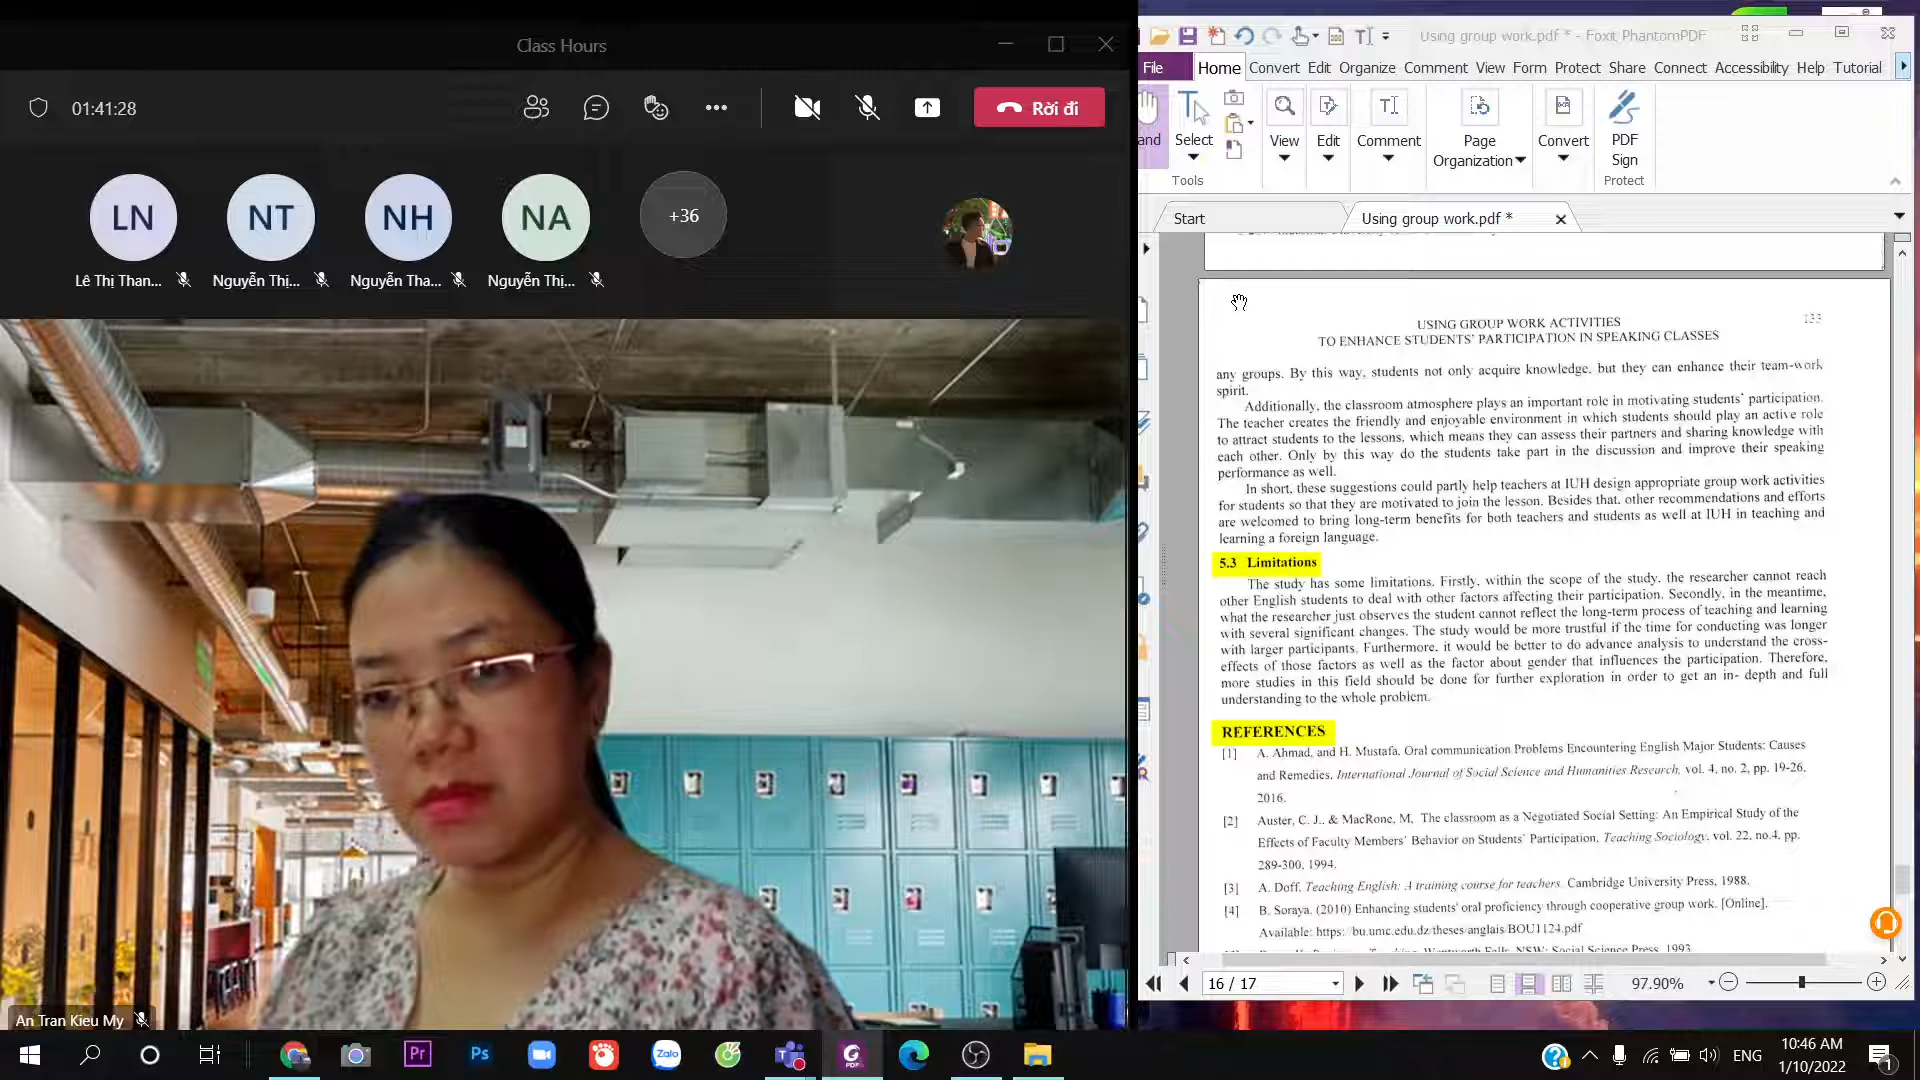 Class Hours
01:41:28
Rời đi
LN
NT
NH
NA
+36
Lê Thị Than...
Nguyễn Thị...
Nguyễn Tha...
Nguyễn Thị...
An Tran Kieu My
Using group work.pdf * - Foxit PhantomPDF
File Home Convert Edit Organize Comment View Form Protect Share Connect Accessibility Help Tutorial
and
Select
View
Edit
Comment
Page
Organization
Convert
PDF
Sign
Tools
Protect
Start
Using group work.pdf *
USING GROUP WORK ACTIVITIES
TO ENHANCE STUDENTS' PARTICIPATION IN SPEAKING CLASSES
any groups. By this way, students not only acquire knowledge, but they can enhance their team-work
spirit.
Additionally, the classroom atmosphere plays an important role in motivating students' participation.
The teacher creates the friendly and enjoyable environment in which students should play an active role
to attract students to the lessons, which means they can assess their partners and sharing knowledge with
each other. Only by this way do the students take part in the discussion and improve their speaking
performance as well.
In short, these suggestions could partly help teachers at IUH design appropriate group work activities
for students so that they are motivated to join the lesson. Besides that, other recommendations and efforts
are welcomed to bring long-term benefits for both teachers and students as well at IUH in teaching and
learning a foreign language.
5.3 Limitations
The study has some limitations. Firstly, within the scope of the study, the researcher cannot reach
other English students to deal with other factors affecting their participation. Secondly, in the meantime,
what the researcher just observes the student cannot reflect the long-term process of teaching and learning
with several significant changes. The study would be more trustful if the time for conducting was longer
with larger participants. Furthermore, it would be better to do advance analysis to understand the cross-
effects of those factors as well as the factor about gender that influences the participation. Therefore,
more studies in this field should be done for further exploration in order to get an in- depth and full
understanding to the whole problem.
REFERENCES
[1] A. Ahmad, and H. Mustafa. Oral communication Problems Encountering English Major Students: Causes
and Remedies, International Journal of Social Science and Humanities Research, vol. 4, no. 2, pp. 19-26,
2016.
[2] Auster, C. J., & MacRone, M, The classroom as a Negotiated Social Setting: An Empirical Study of the
Effects of Faculty Members' Behavior on Students' Participation, Teaching Sociology, vol. 22, no.4, pp.
289-300, 1994.
[3] A. Doff. Teaching English: A training course for teachers. Cambridge University Press, 1988.
[4] B. Soraya. (2010) Enhancing students' oral proficiency through cooperative group work. [Online].
Available: https://bu.umc.edu.dz/theses/anglais/BOU1124.pdf
Wentworth Falls, NSW: Social Science Press, 1993
16 / 17
97.90%
Pr
Ps
Zalo
ENG
10:46 AM
1/10/2022
1